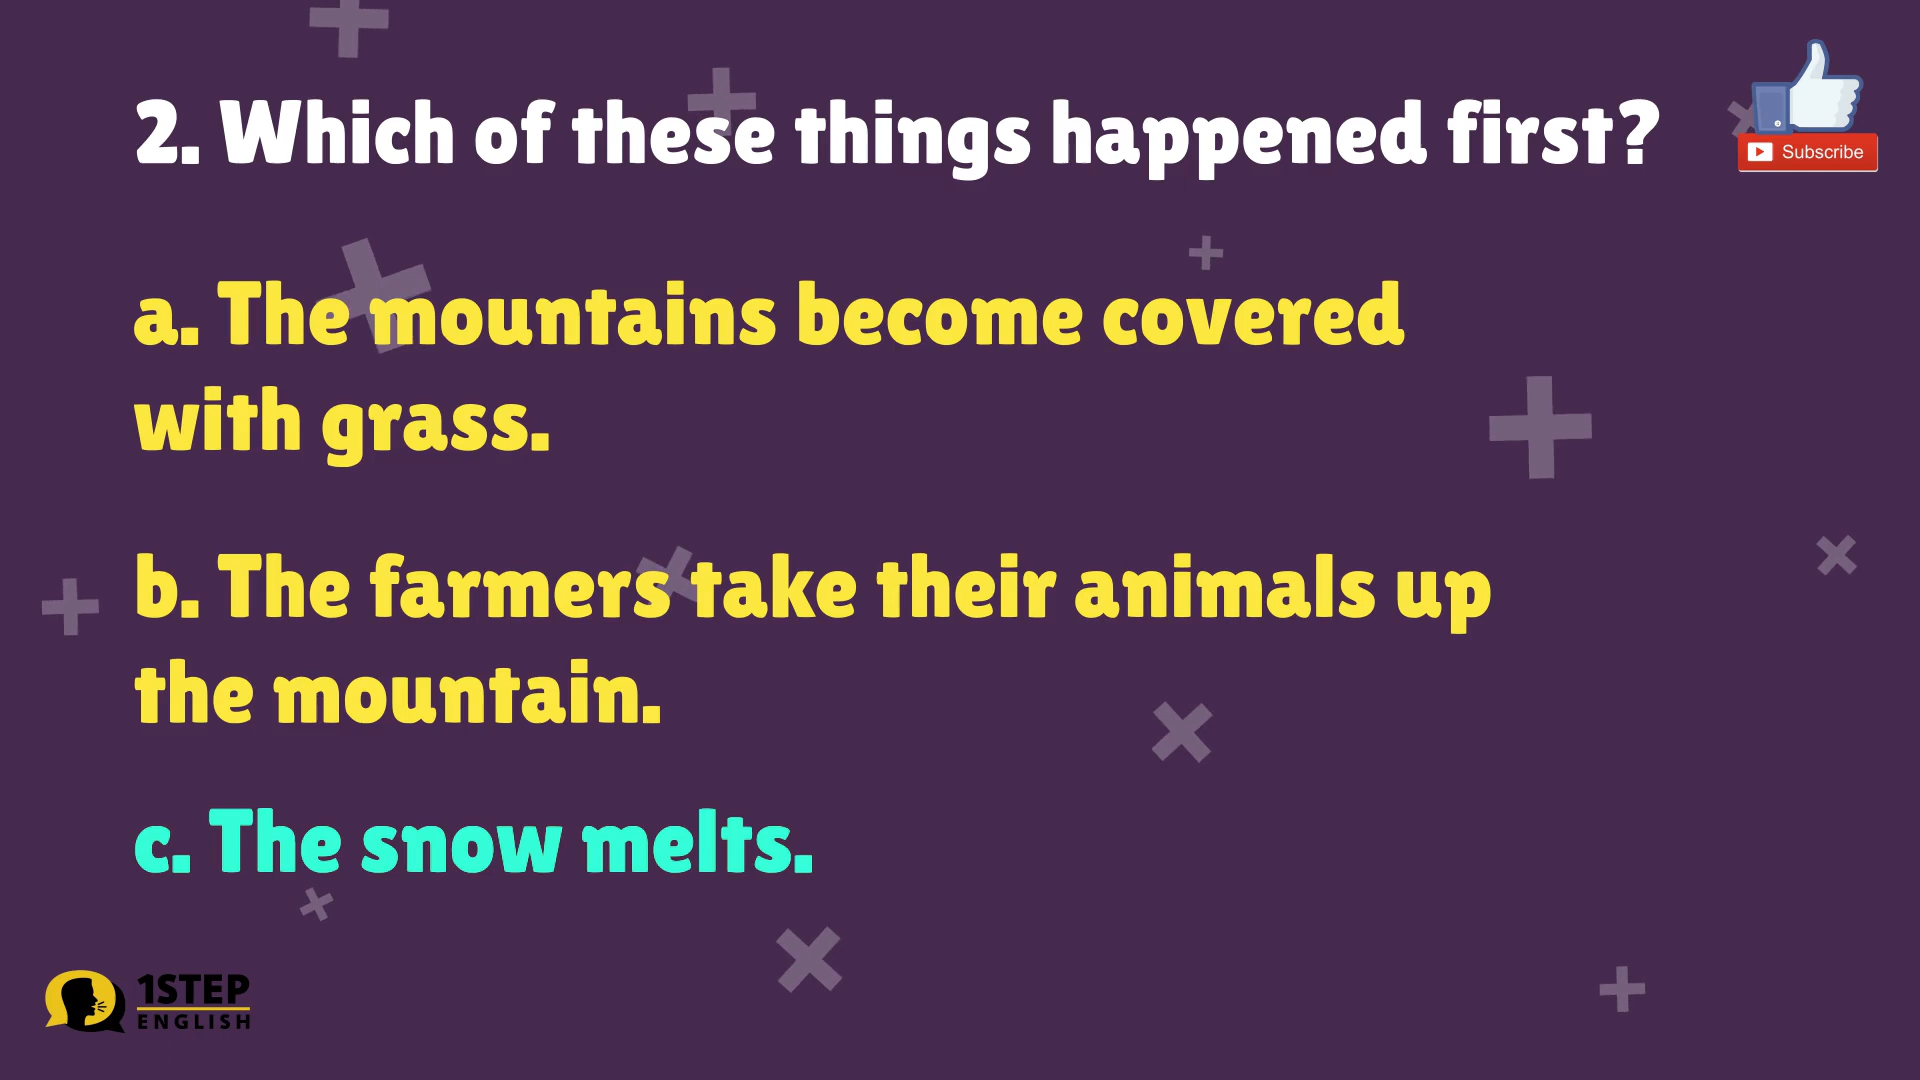 2. Which of these things happened first?
Subscribe
a. The mountains become covered
with grass.
b. The farmers take their animals up
the mountain.
c. The snow melts.
1STEP
ENGLISH